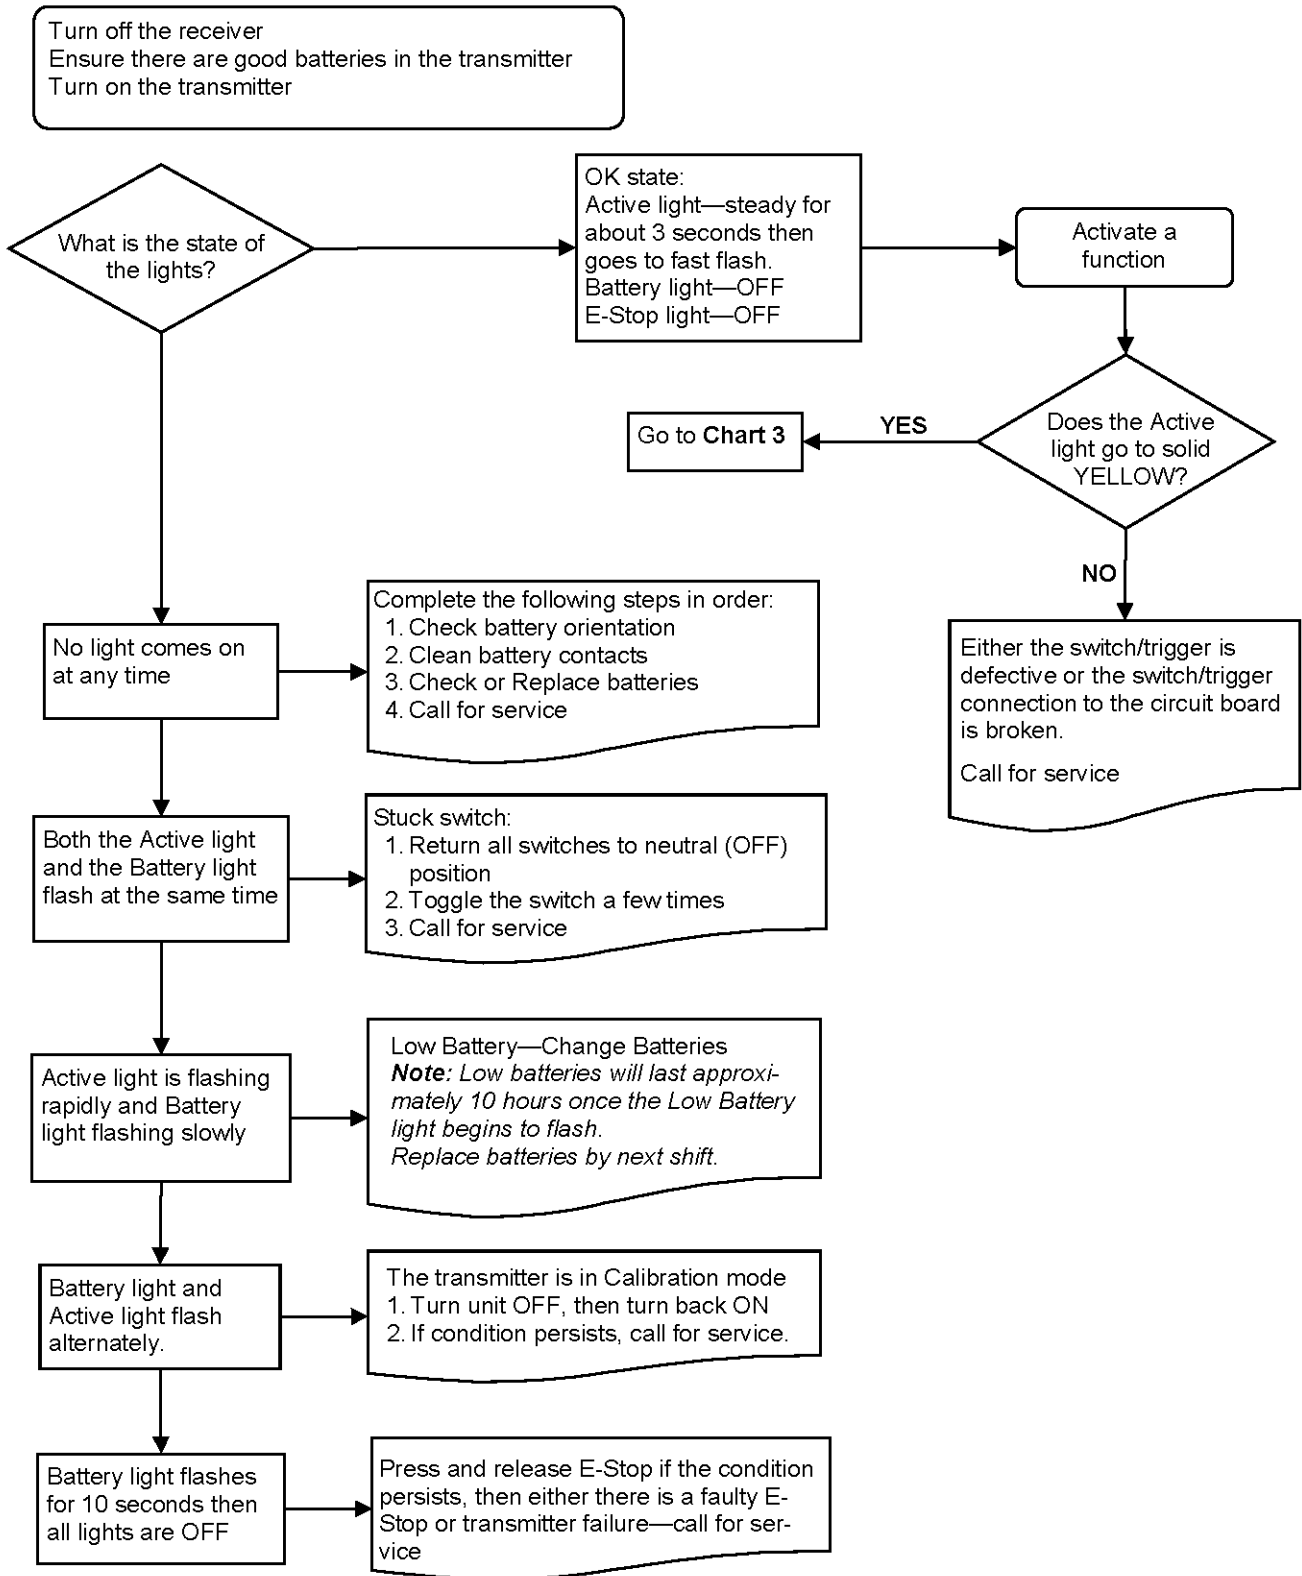 Turn off the receiver
Ensure there are good batteries in the transmitter
Turn on the transmitter
What is the state of
the lights?
OK state:
Active light—steady for
about 3 seconds then
goes to fast flash.
Battery light—OFF
E-Stop light—OFF
Activate a
function
Does the Active
light go to solid
YELLOW?
YES
Go to Chart 3
NO
Either the switch/trigger is
defective or the switch/trigger
connection to the circuit board
is broken.
Call for service
No light comes on
at any time
Complete the following steps in order:
1. Check battery orientation
2. Clean battery contacts
3. Check or Replace batteries
4. Call for service
Both the Active light
and the Battery light
flash at the same time
Stuck switch:
1. Return all switches to neutral (OFF)
position
2. Toggle the switch a few times
3. Call for service
Active light is flashing
rapidly and Battery
light flashing slowly
Low Battery—Change Batteries
Note: Low batteries will last approxi-
mately 10 hours once the Low Battery
light begins to flash.
Replace batteries by next shift.
Battery light and
Active light flash
alternately.
The transmitter is in Calibration mode
1. Turn unit OFF, then turn back ON
2. If condition persists, call for service.
Battery light flashes
for 10 seconds then
all lights are OFF
Press and release E-Stop if the condition
persists, then either there is a faulty E-
Stop or transmitter failure—call for ser-
vice